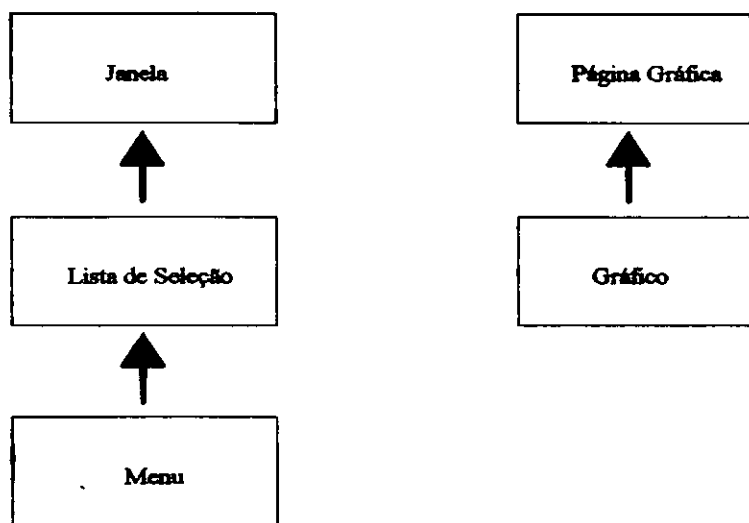 Janela
Página Gráfica
Lista de Seleção
Gráfico
Menu